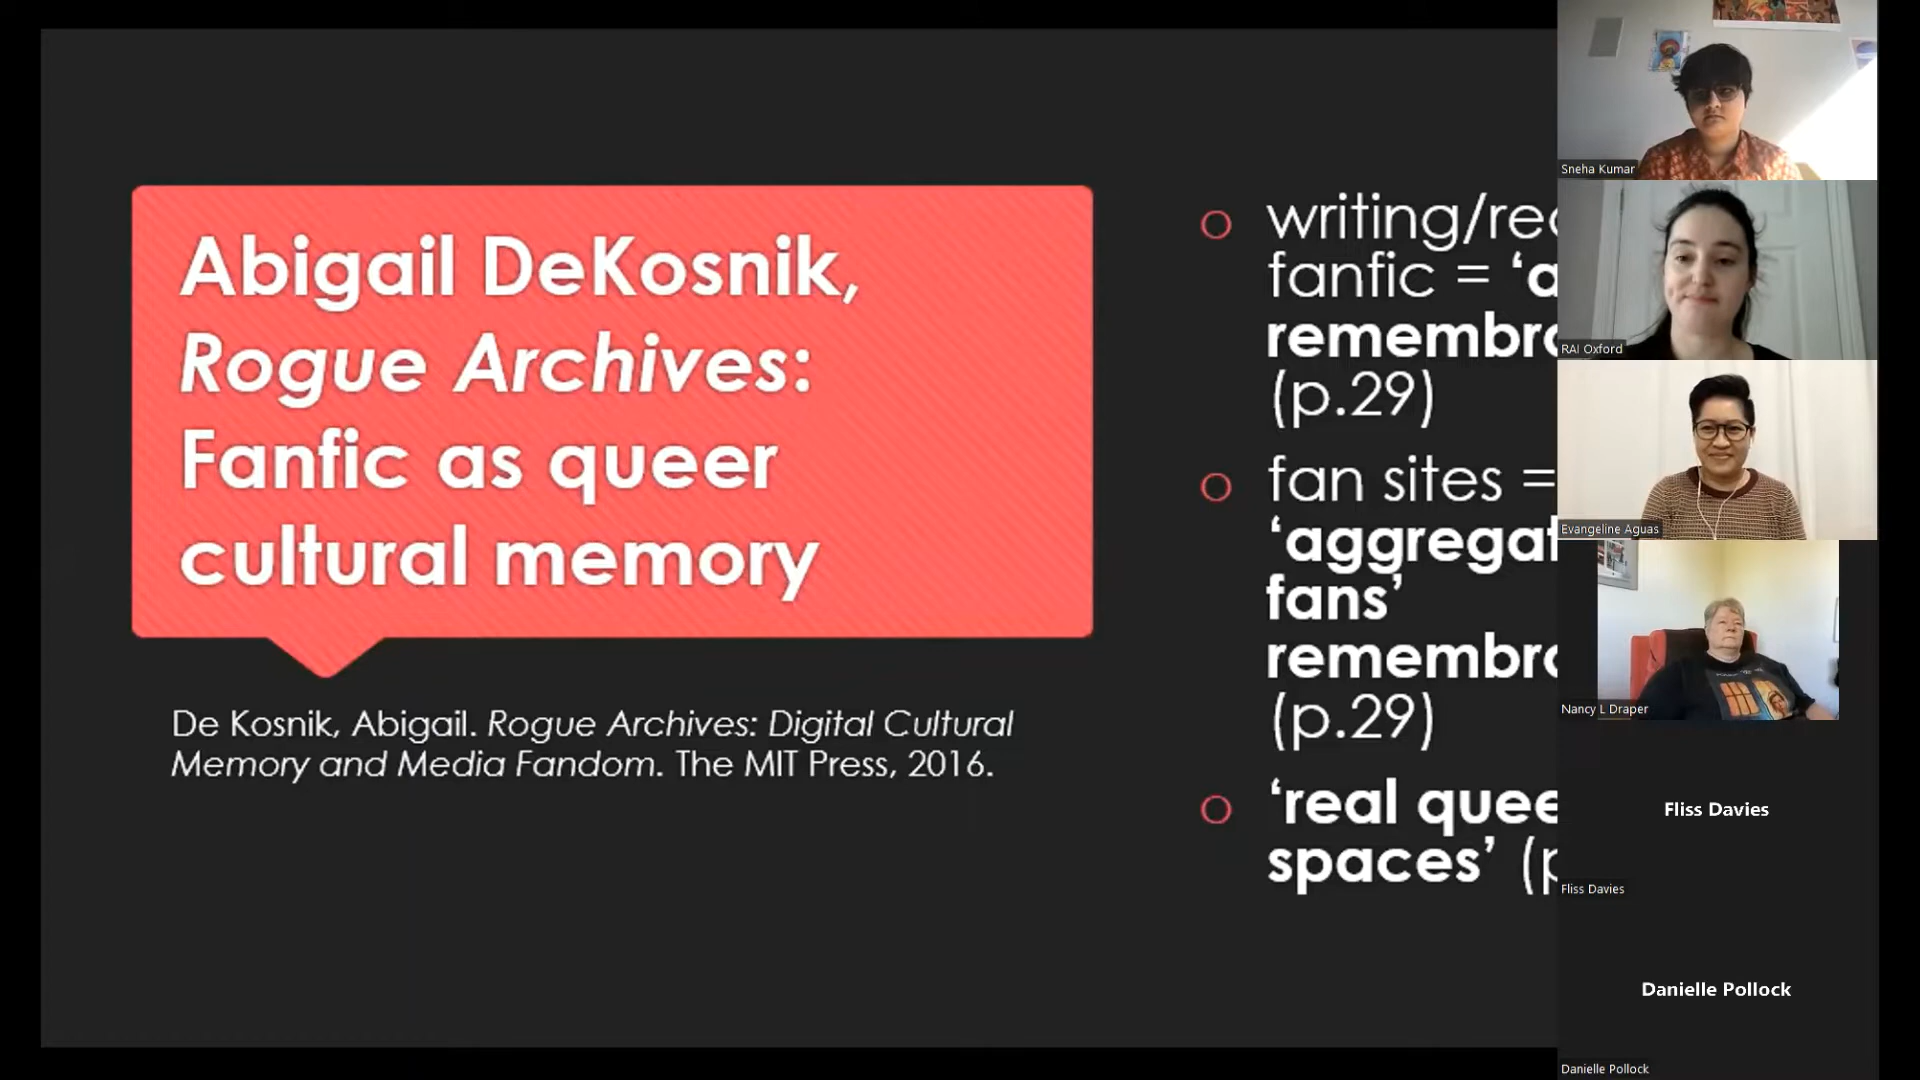 Abigail DeKosnik,
Rogue Archives:
Fanfic as queer
cultural memory
De Kosnik, Abigail. Rogue Archives: Digital Cultural
Memory and Media Fandom. The MIT Press, 2016.
writing/rea
fanfic = ‘a
remembra
(p.29)
fan sites =
‘aggregat
fans’
remembra
(p.29)
‘real quee
spaces’ (p
Sneha Kumar
RAI Oxford
Evangeline Aguas
Nancy L Draper
Fliss Davies
Fliss Davies
Danielle Pollock
Danielle Pollock